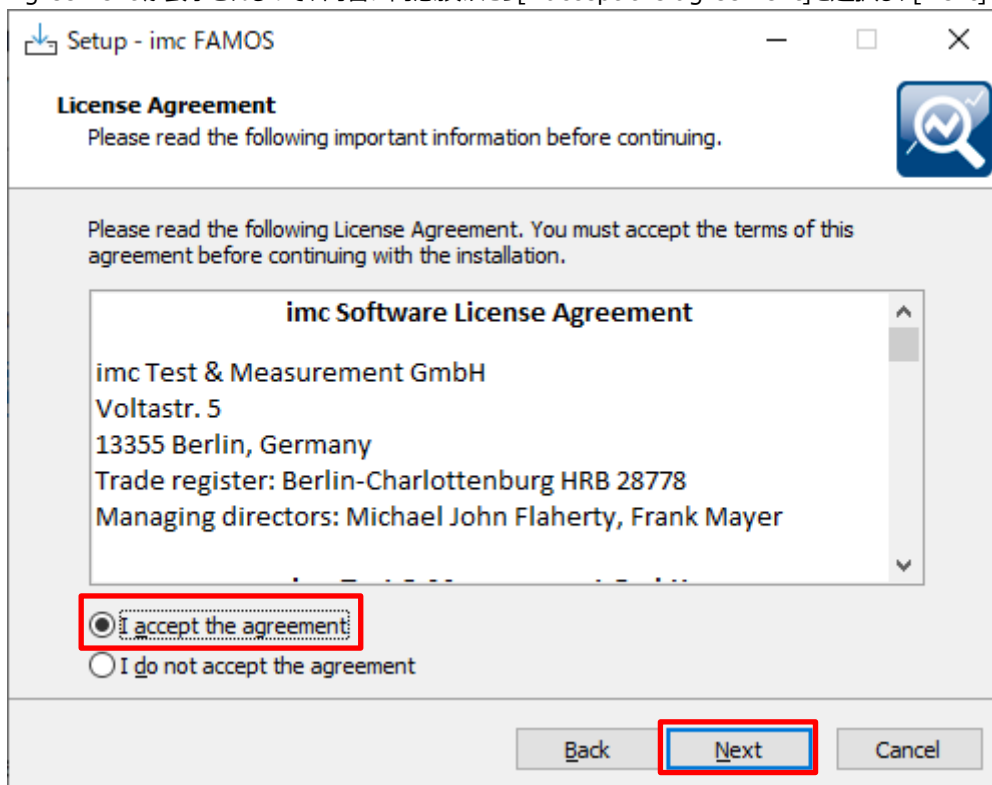 Setup - imc FAMOS
License Agreement
Please read the following important information before continuing.
Please read the following License Agreement. You must accept the terms of this
agreement before continuing with the installation.
imc Software License Agreement
imc Test & Measurement GmbH
Voltastr. 5
13355 Berlin, Germany
Trade register: Berlin-Charlottenburg HRB 28778
Managing directors: Michael John Flaherty, Frank Mayer
I accept the agreement
I do not accept the agreement
Back
Next
Cancel